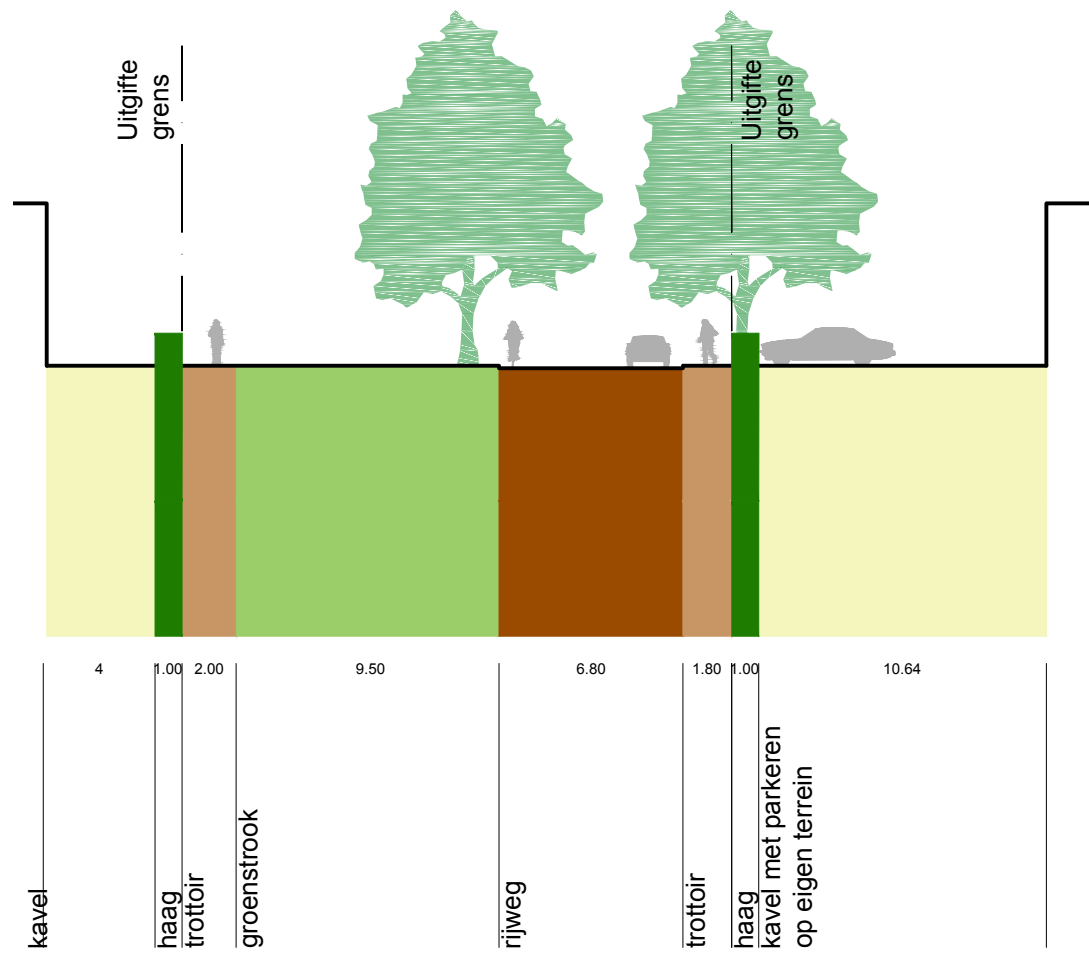 Uitgifte
grens
Uitgifte
grens
4
1.00
2.00
9.50
6.80
1.80
1.00
10.64
kavel
haag
trottoir
groenstrook
rijweg
trottoir
haag
kavel met parkeren
op eigen terrein